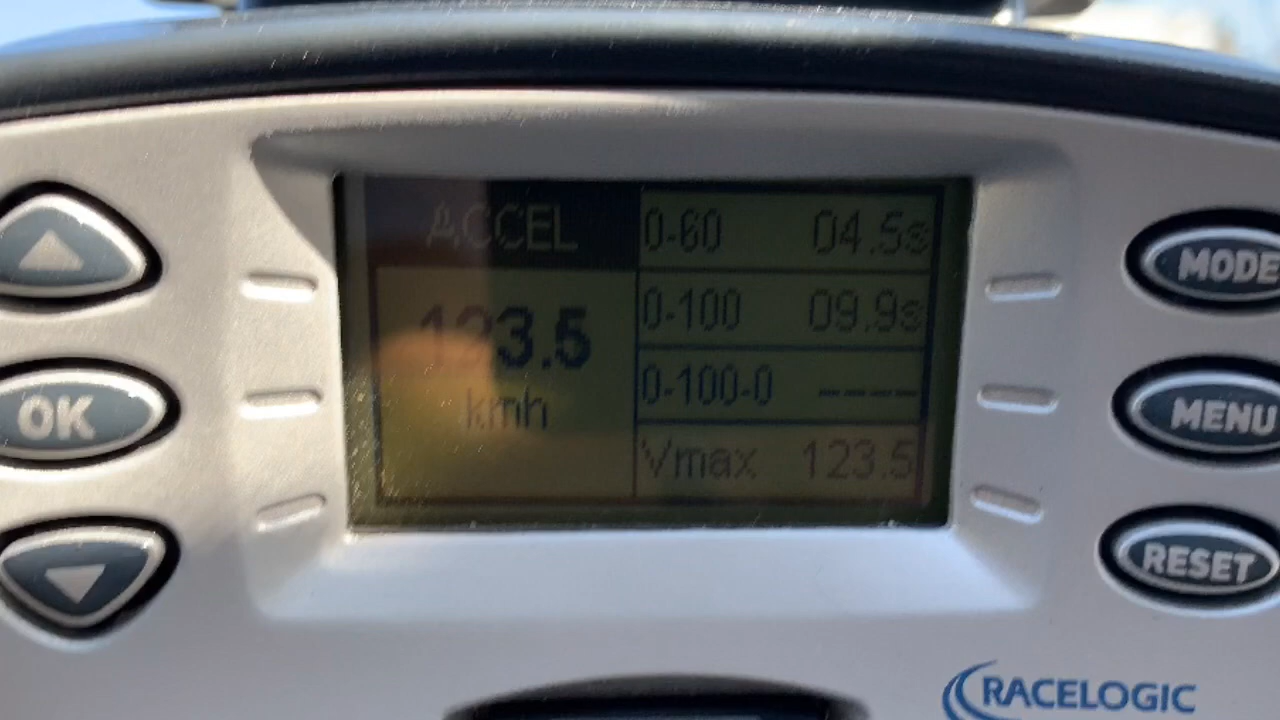 ACCEL
123.5
kmh
0-60 04.5s
0-100 09.9s
0-100-0 -----
Vmax 123.5
OK
MODE
MENU
RESET
RACELOGIC